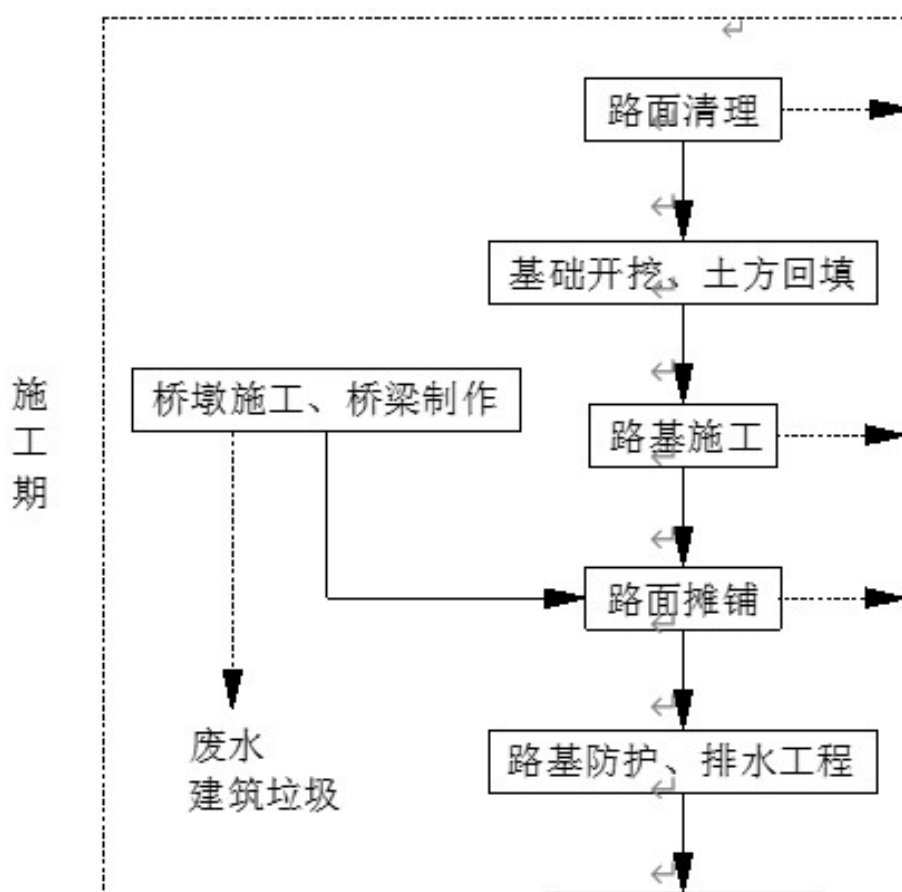 路面清理
基础开挖、土方回填
施
工
期
桥墩施工、桥梁制作
路基施工
路面摊铺
废水
建筑垃圾
路基防护、排水工程